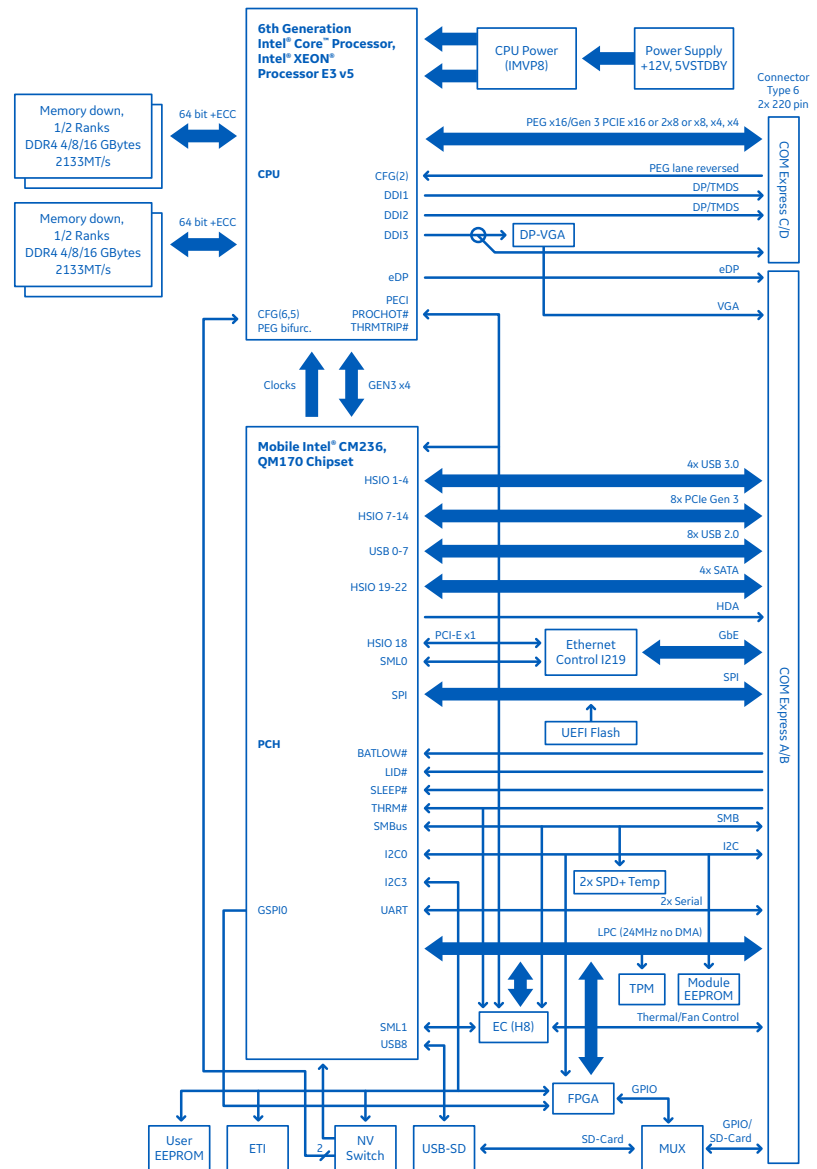 6th Generation
Intel® Core™ Processor,
Intel® XEON®
Processor E3 v5
CPU Power
(IMVP8)
Power Supply
+12V, 5VSTDBY
Connector
Type 6
2x 220 pin
Memory down,
1/2 Ranks
DDR4 4/8/16 GBytes
2133MT/s
64 bit +ECC
PEG x16/Gen 3 PCIE x16 or 2x8 or x8, x4, x4
COM Express C/D
CPU
CFG(2)
PEG lane reversed
DDI1
DP/TMDS
DDI2
DP/TMDS
Memory down,
1/2 Ranks
DDR4 4/8/16 GBytes
2133MT/s
64 bit +ECC
DDI3
DP-VGA
eDP
eDP
PECI
CFG(6,5)
PEG bifurc.
PROCHOT#
THRMTRIP#
VGA
Clocks
GEN3 x4
Mobile Intel® CM236,
QM170 Chipset
HSIO 1-4
4x USB 3.0
HSIO 7-14
8x PCIe Gen 3
USB 0-7
8x USB 2.0
HSIO 19-22
4x SATA
HDA
HSIO 18
PCI-E x1
Ethernet
Control I219
GbE
SML0
SPI
SPI
COM Express A/B
UEFI Flash
PCH
BATLOW#
LID#
SLEEP#
THRM#
SMBus
SMB
I2C0
I2C
I2C3
2x SPD+ Temp
GSPI0
UART
2x Serial
LPC (24MHz no DMA)
TPM
Module
EEPROM
SML1
EC (H8)
Thermal/Fan Control
USB8
FPGA
GPIO
User
EEPROM
ETI
2
NV
Switch
USB-SD
SD-Card
MUX
GPIO/
SD-Card